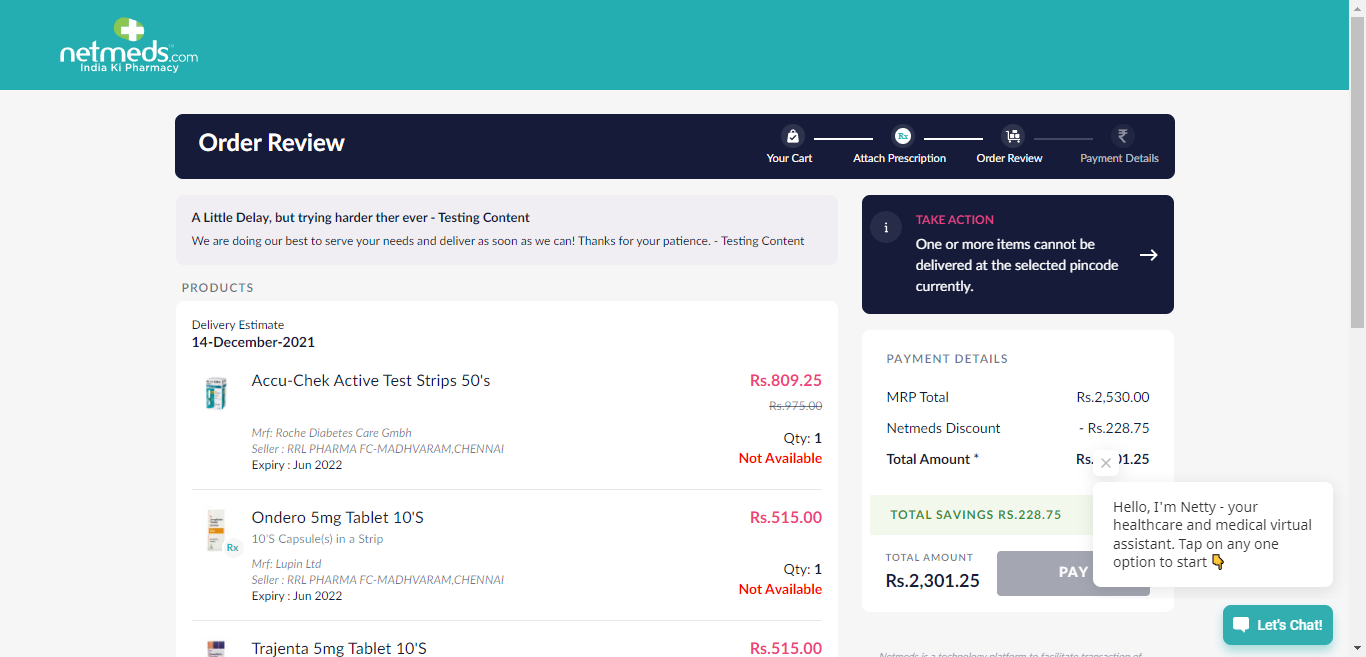 netmeds.com
India Ki Pharmacy
Order Review
Your Cart
Rx
Attach Prescription
Order Review
₹
Payment Details
A Little Delay, but trying harder ther ever - Testing Content
We are doing our best to serve your needs and deliver as soon as we can! Thanks for your patience. - Testing Content
i
TAKE ACTION
One or more items cannot be
delivered at the selected pincode
currently.
PRODUCTS
Delivery Estimate
14-December-2021
Accu-Chek Active Test Strips 50's
Rs.809.25
Rs.975.00
Mrf: Roche Diabetes Care Gmbh
Seller : RRL PHARMA FC-MADHVARAM,CHENNAI
Expiry : Jun 2022
Qty: 1
Not Available
Ondero 5mg Tablet 10'S
Rs.515.00
10'S Capsule(s) in a Strip
Rx
Mrf: Lupin Ltd
Seller : RRL PHARMA FC-MADHVARAM,CHENNAI
Expiry : Jun 2022
Qty: 1
Not Available
Trajenta 5mg Tablet 10'S
Rs.515.00
PAYMENT DETAILS
MRP Total
Rs.2,530.00
Netmeds Discount
- Rs.228.75
Total Amount *
Rs. 01.25
TOTAL SAVINGS RS.228.75
TOTAL AMOUNT
Rs.2,301.25
PAY
Hello, I'm Netty - your
healthcare and medical virtual
assistant. Tap on any one
option to start 👇
Let's Chat!
Netmeds is a technology platform to facilitate transaction of